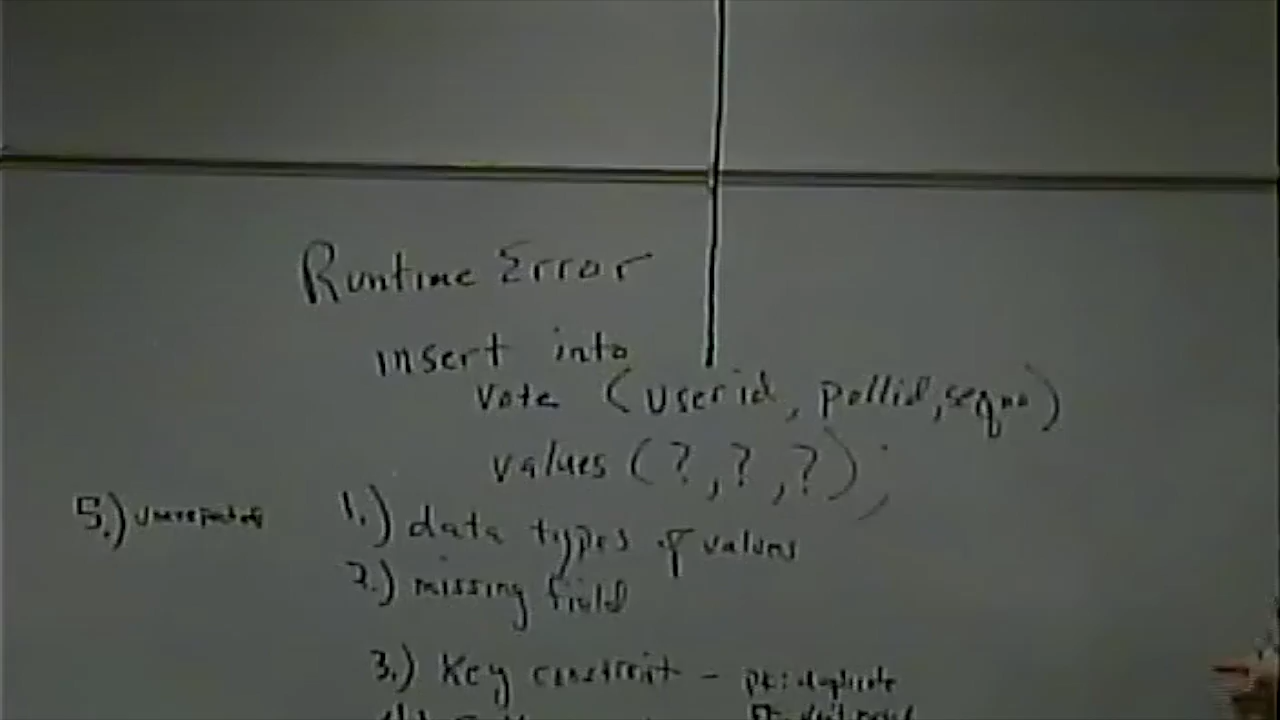 Runtime Error
insert into
vote (userid, pollid, seqno)
values (?, ?, ?);
1.) data types of values
2.) missing field
3.) Key constraint - pk: duplicate
5.)